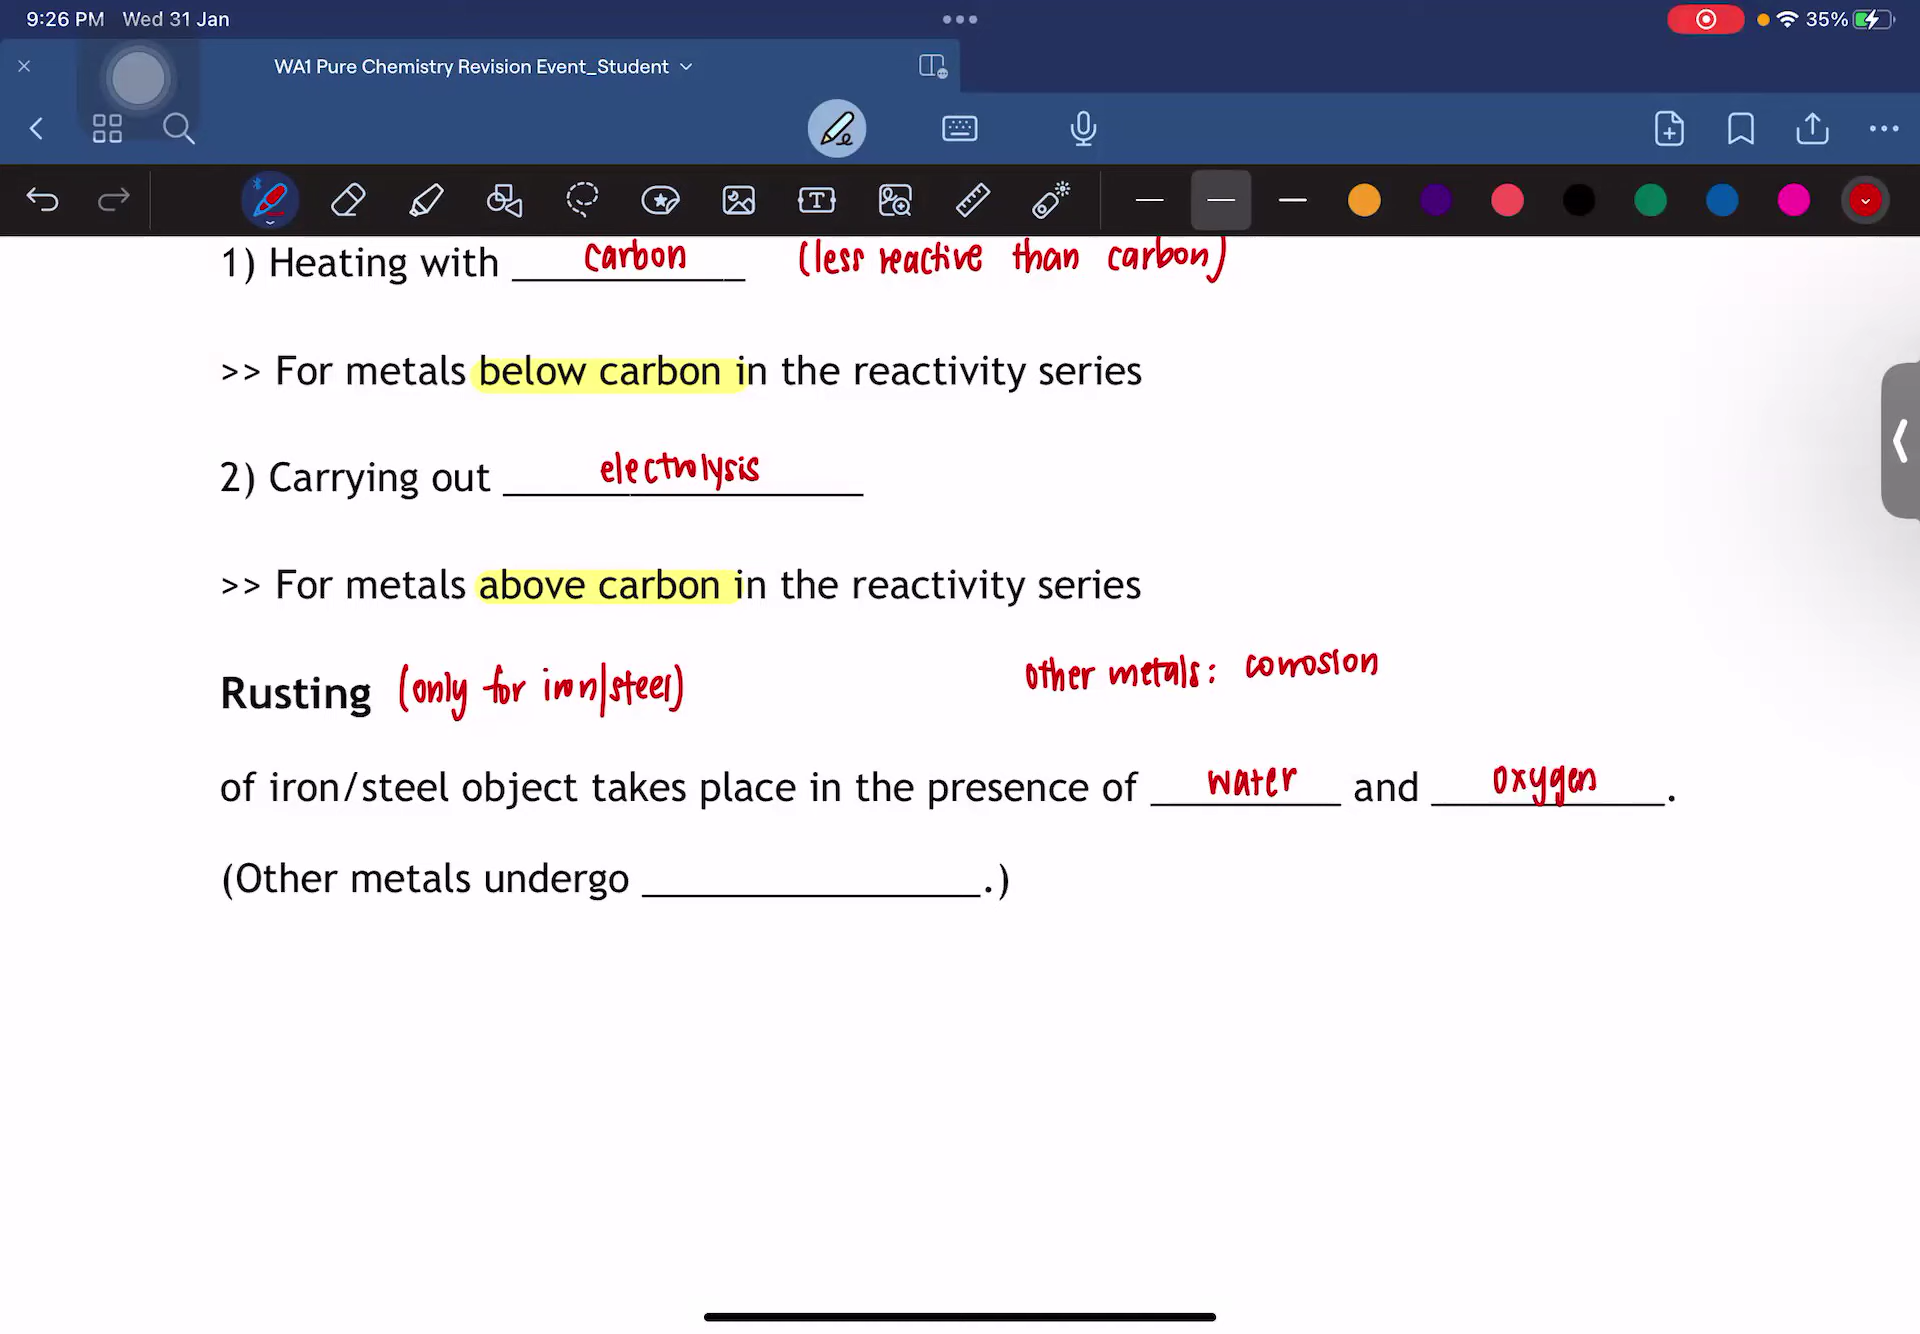 9:26 PM Wed 31 Jan
35%
WA1 Pure Chemistry Revision Event_Student
1) Heating with carbon (less reactive than carbon)
>> For metals below carbon in the reactivity series
2) Carrying out electrolysis
>> For metals above carbon in the reactivity series
Rusting (only for iron/steel) other metals: corrosion
of iron/steel object takes place in the presence of water and oxygen.
(Other metals undergo ________________.)